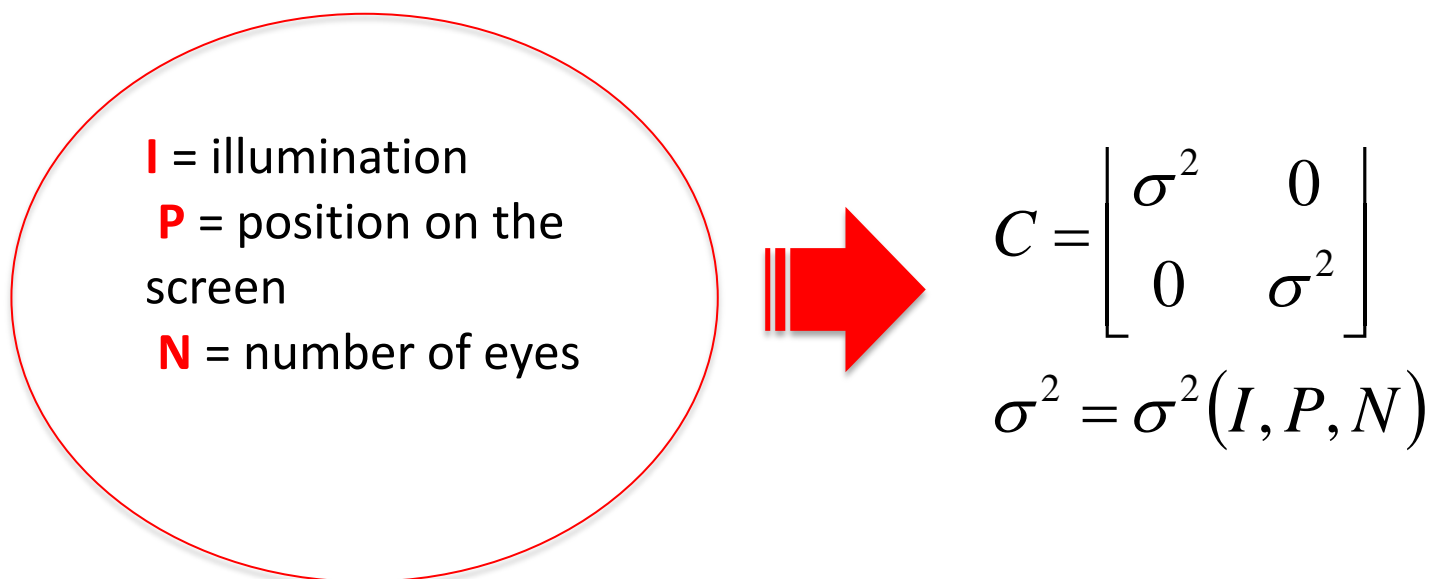 I = illumination
P = position on the
screen
N = number of eyes
C = ⌊ σ² 0 ⌋
⌊ 0 σ² ⌋
σ² = σ²(I, P, N)